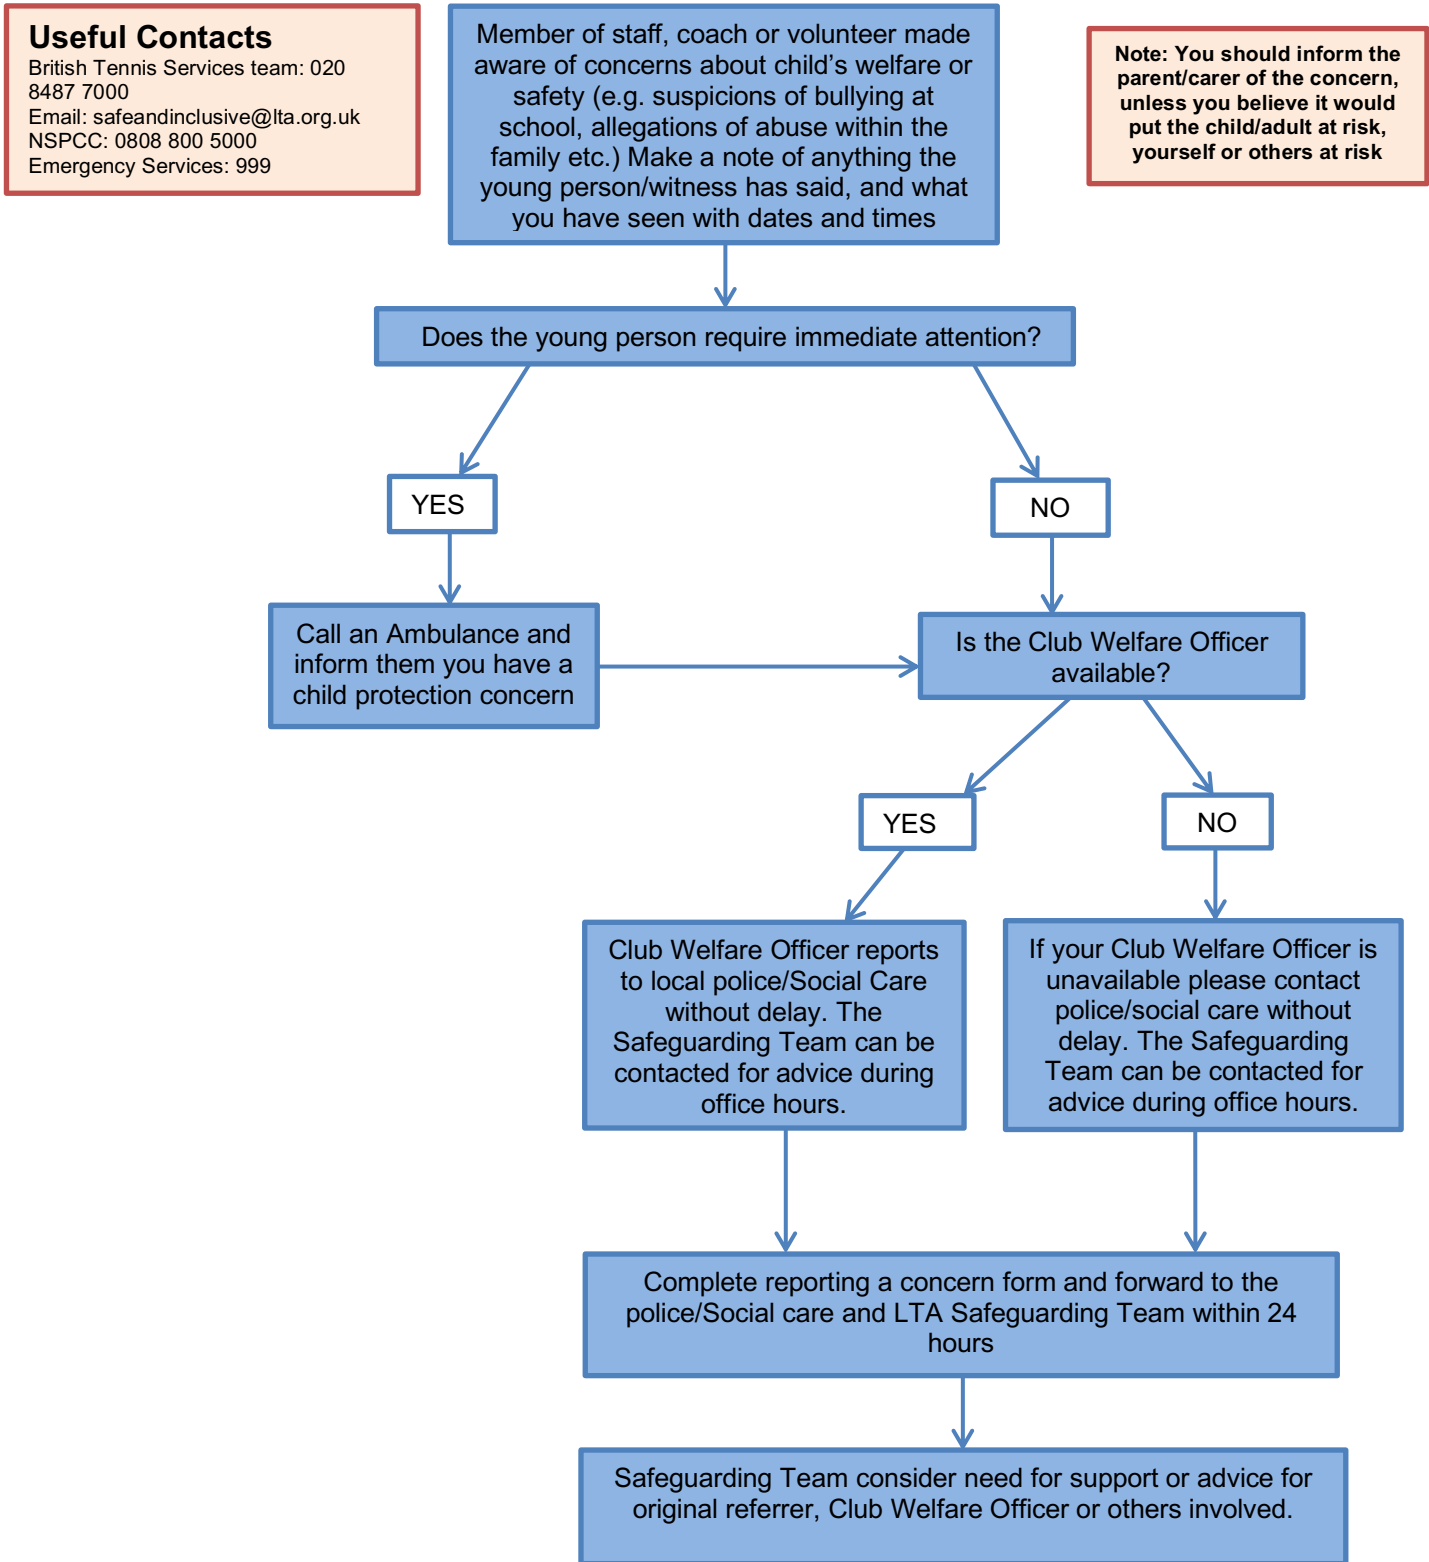 Useful Contacts
British Tennis Services team: 020
8487 7000
Email: safeandinclusive@lta.org.uk
NSPCC: 0808 800 5000
Emergency Services: 999
Member of staff, coach or volunteer made
aware of concerns about child’s welfare or
safety (e.g. suspicions of bullying at
school, allegations of abuse within the
family etc.) Make a note of anything the
young person/witness has said, and what
you have seen with dates and times
Note: You should inform the
parent/carer of the concern,
unless you believe it would
put the child/adult at risk,
yourself or others at risk
Does the young person require immediate attention?
YES
NO
Call an Ambulance and
inform them you have a
child protection concern
Is the Club Welfare Officer
available?
YES
NO
Club Welfare Officer reports
to local police/Social Care
without delay. The
Safeguarding Team can be
contacted for advice during
office hours.
If your Club Welfare Officer is
unavailable please contact
police/social care without
delay. The Safeguarding
Team can be contacted for
advice during office hours.
Complete reporting a concern form and forward to the
police/Social care and LTA Safeguarding Team within 24
hours
Safeguarding Team consider need for support or advice for
original referrer, Club Welfare Officer or others involved.